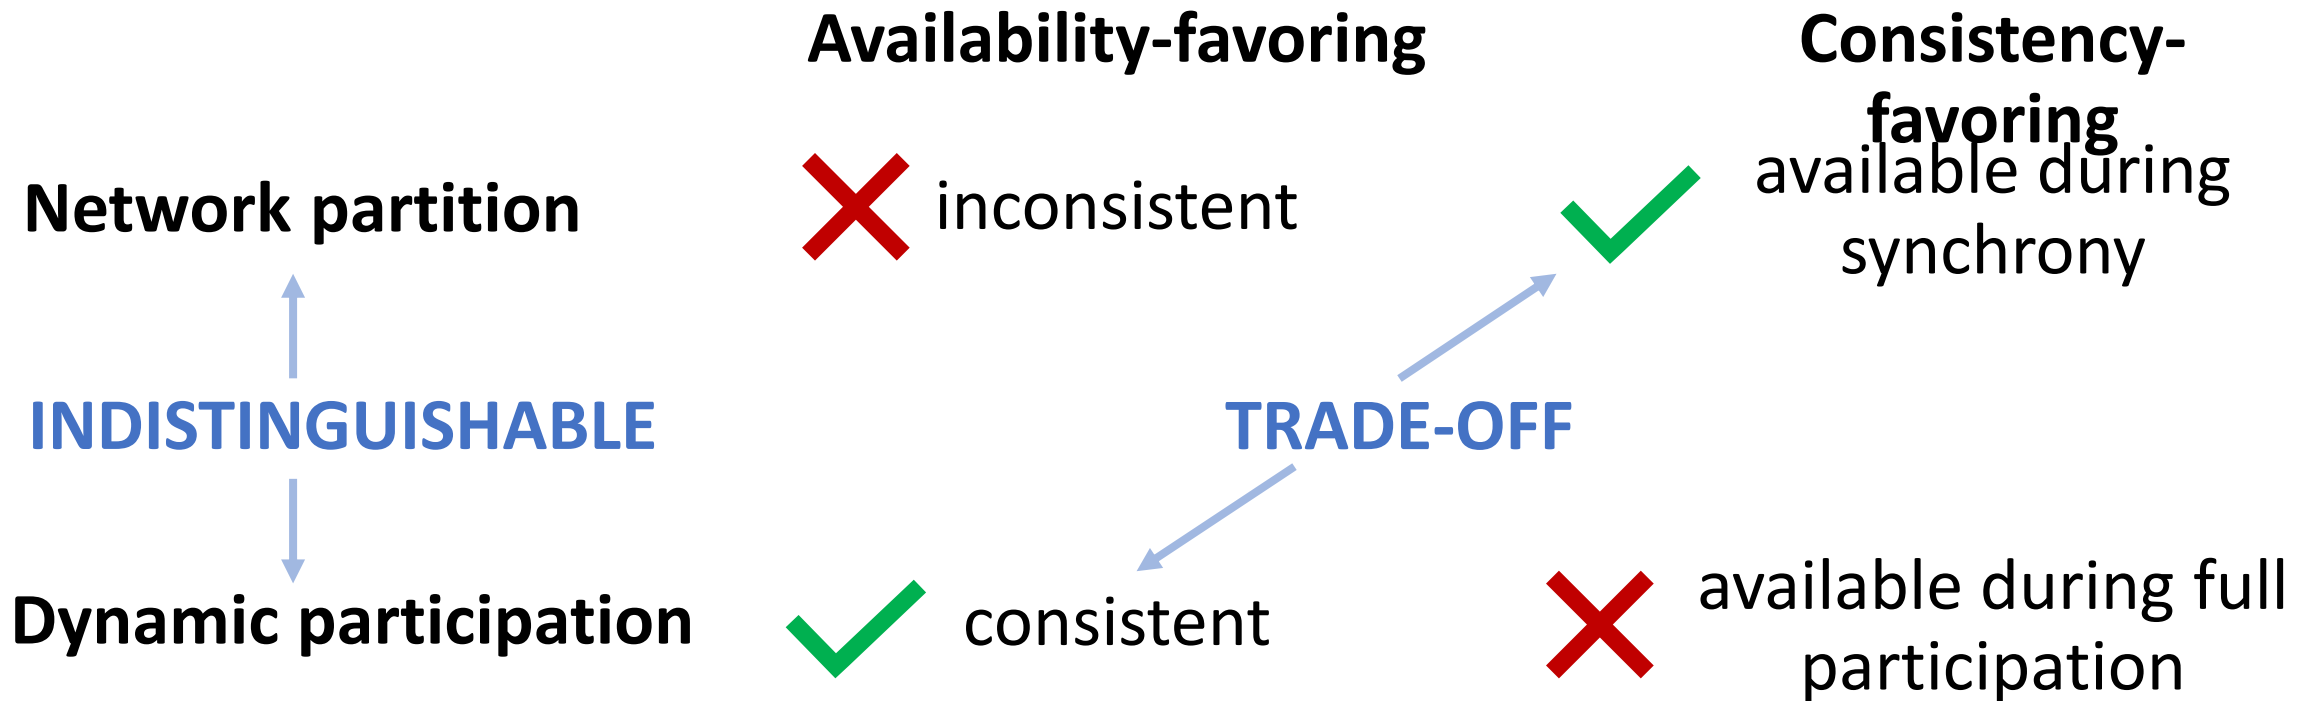 Availability-favoring
Consistency-
favoring
Network partition
inconsistent
available during
synchrony
INDISTINGUISHABLE
TRADE-OFF
Dynamic participation
consistent
available during full
participation